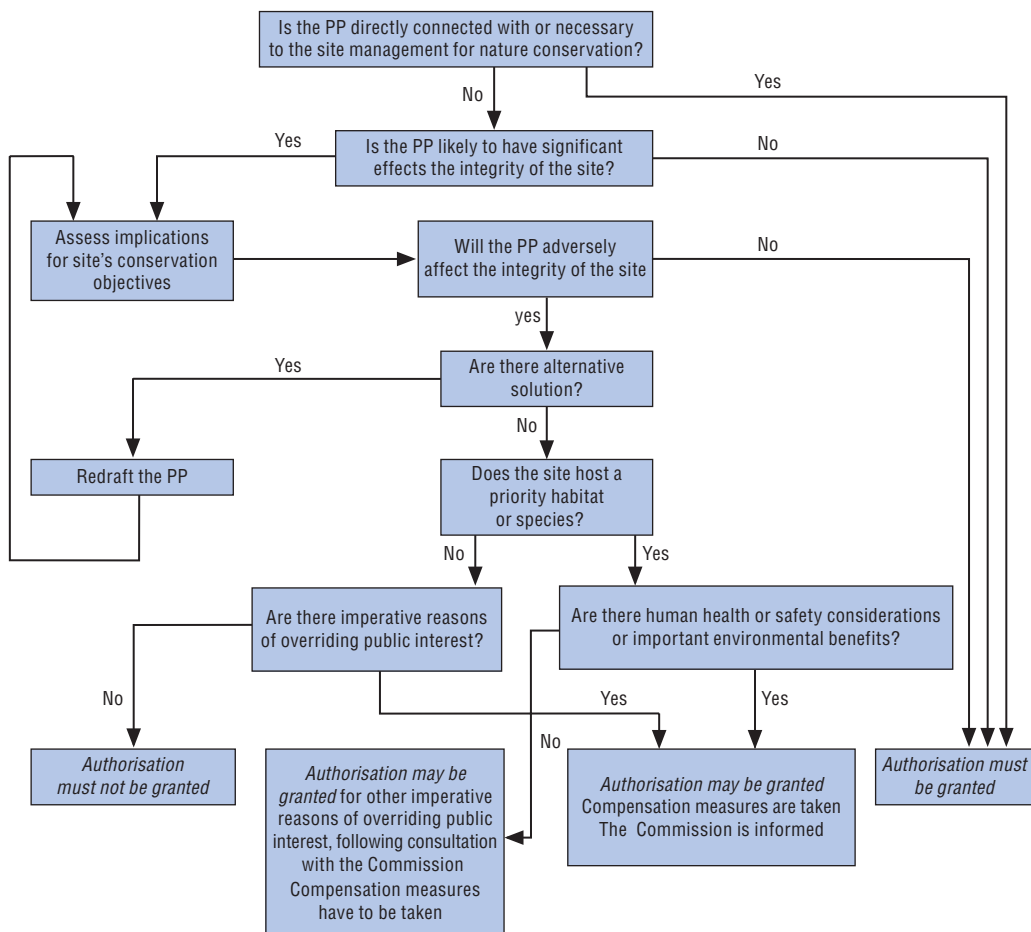 Is the PP directly connected with or necessary
to the site management for nature conservation?
No
Yes
Is the PP likely to have significant
effects the integrity of the site?
Yes
No
Assess implications
for site's conservation
objectives
Will the PP adversely
affect the integrity of the site
No
yes
Are there alternative
solution?
Yes
No
Redraft the PP
Does the site host a
priority habitat
or species?
No
Yes
Are there imperative reasons
of overriding public interest?
Are there human health or safety considerations
or important environmental benefits?
No
Yes
Yes
No
Authorisation
must not be granted
Authorisation may be
granted for other imperative
reasons of overriding public
interest, following consultation
with the Commission
Compensation measures
have to be taken
Authorisation may be granted
Compensation measures are taken
The Commission is informed
Authorisation must
be granted